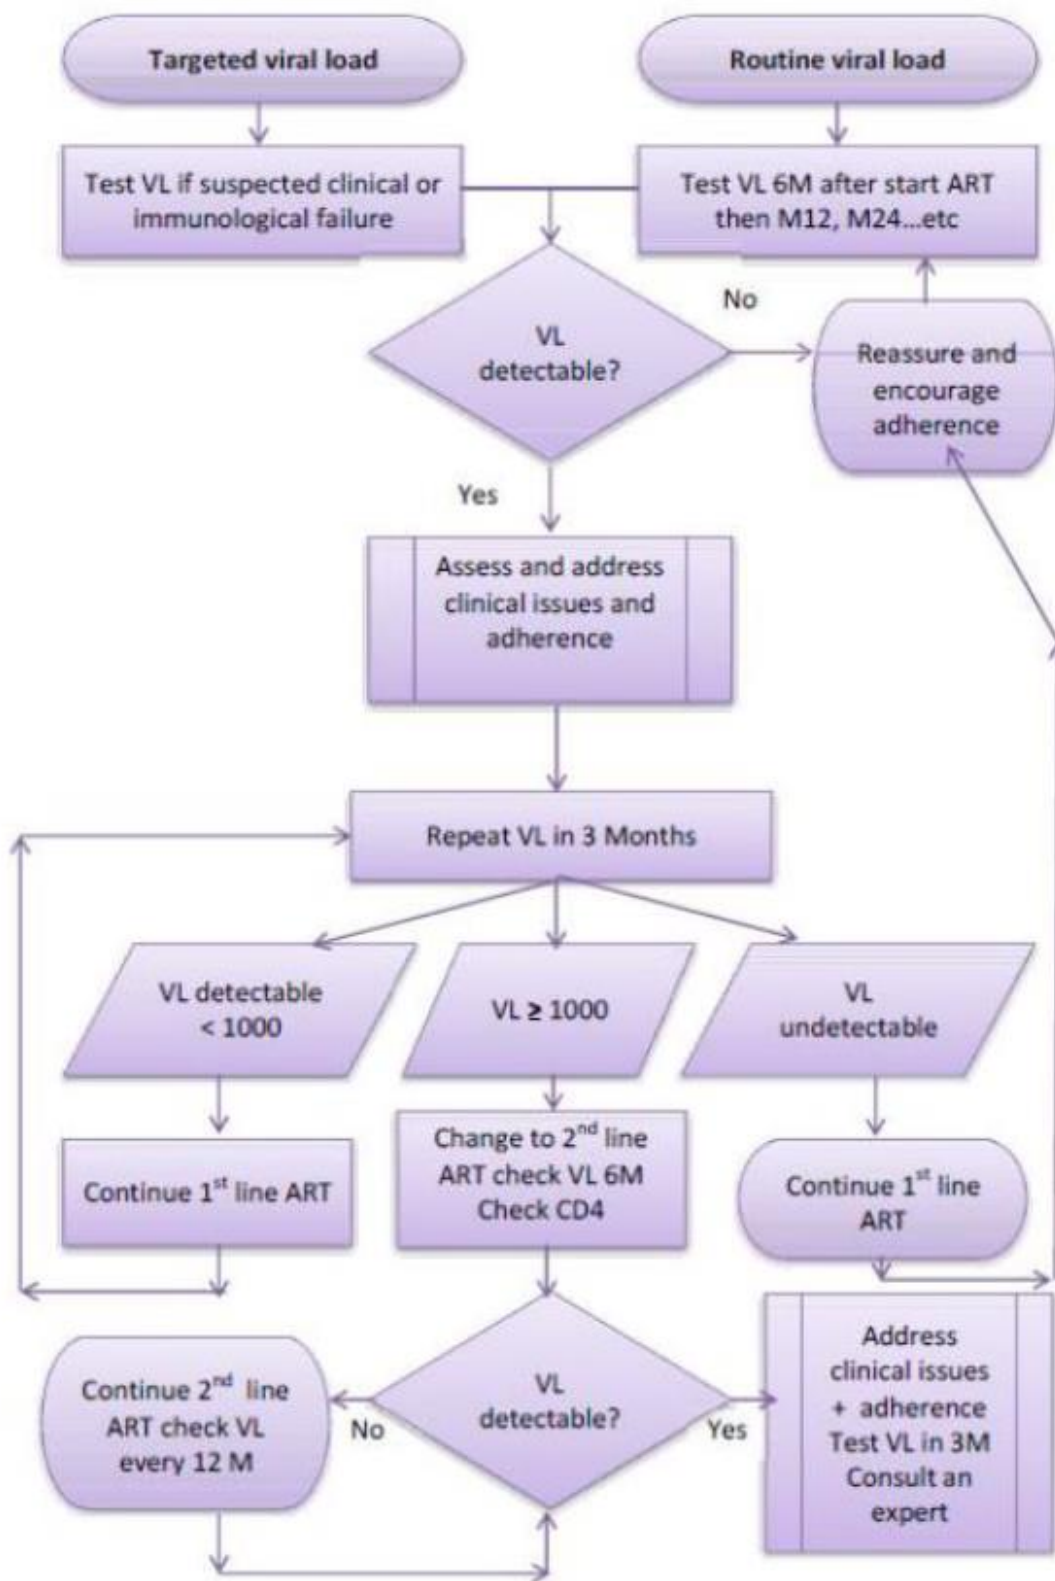 Targeted viral load
Routine viral load
Test VL if suspected clinical or
immunological failure
Test VL 6M after start ART
then M12, M24...etc
VL
detectable?
No
Reassure and
encourage
adherence
Yes
Assess and address
clinical issues and
adherence
Repeat VL in 3 Months
VL detectable
< 1000
VL ≥ 1000
VL
undetectable
Continue 1st line ART
Change to 2nd line
ART check VL 6M
Check CD4
Continue 1st line
ART
Continue 2nd line
ART check VL
every 12 M
No
VL
detectable?
Yes
Address
clinical issues
+ adherence
Test VL in 3M
Consult an
expert